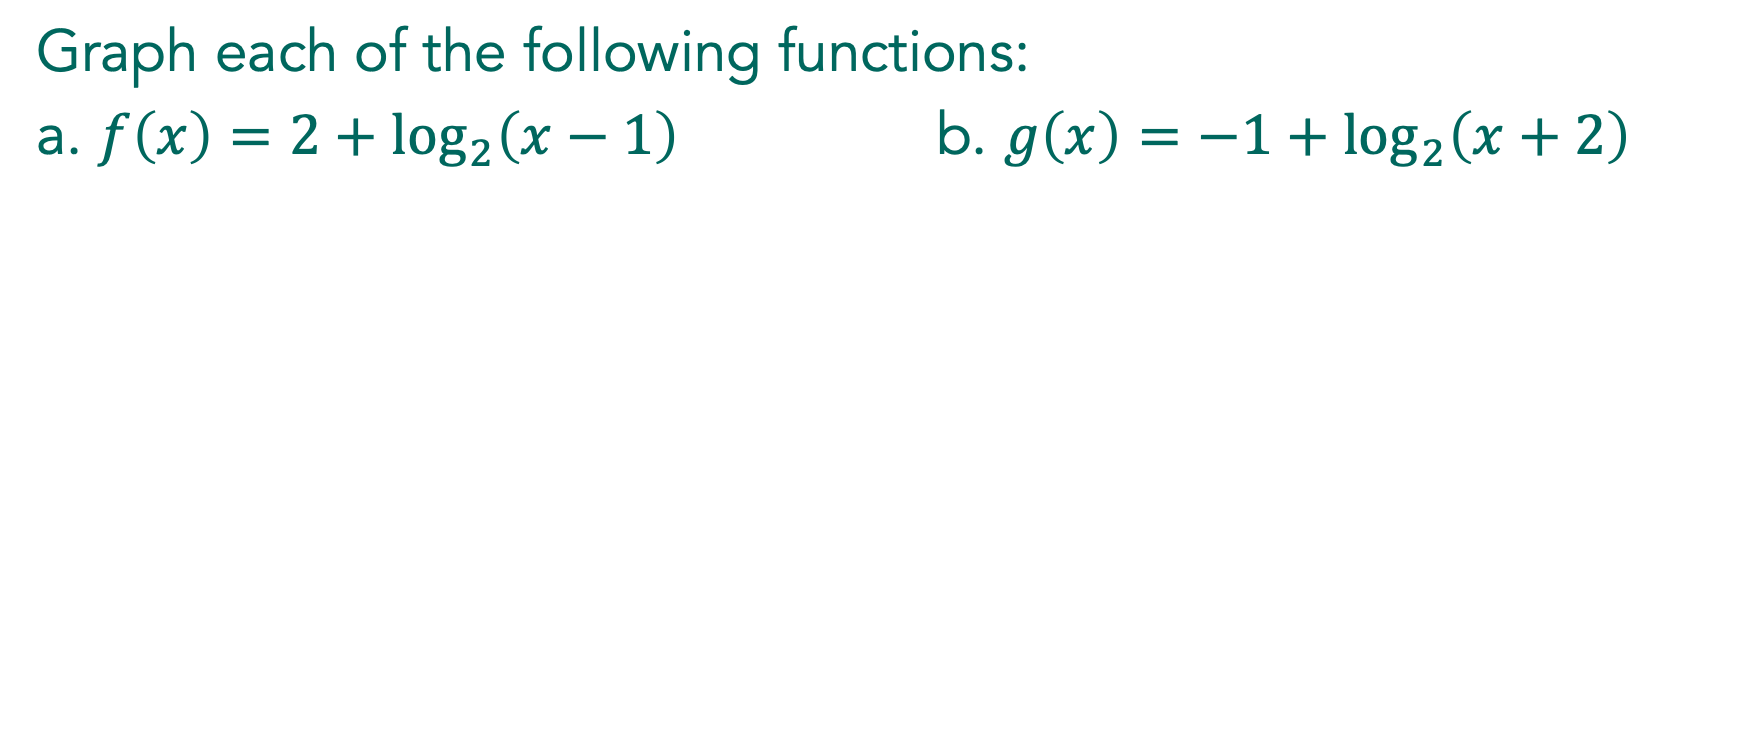 Graph each of the following functions:
a. f(x) = 2 + log₂(x − 1) b. g(x) = −1 + log₂(x + 2)